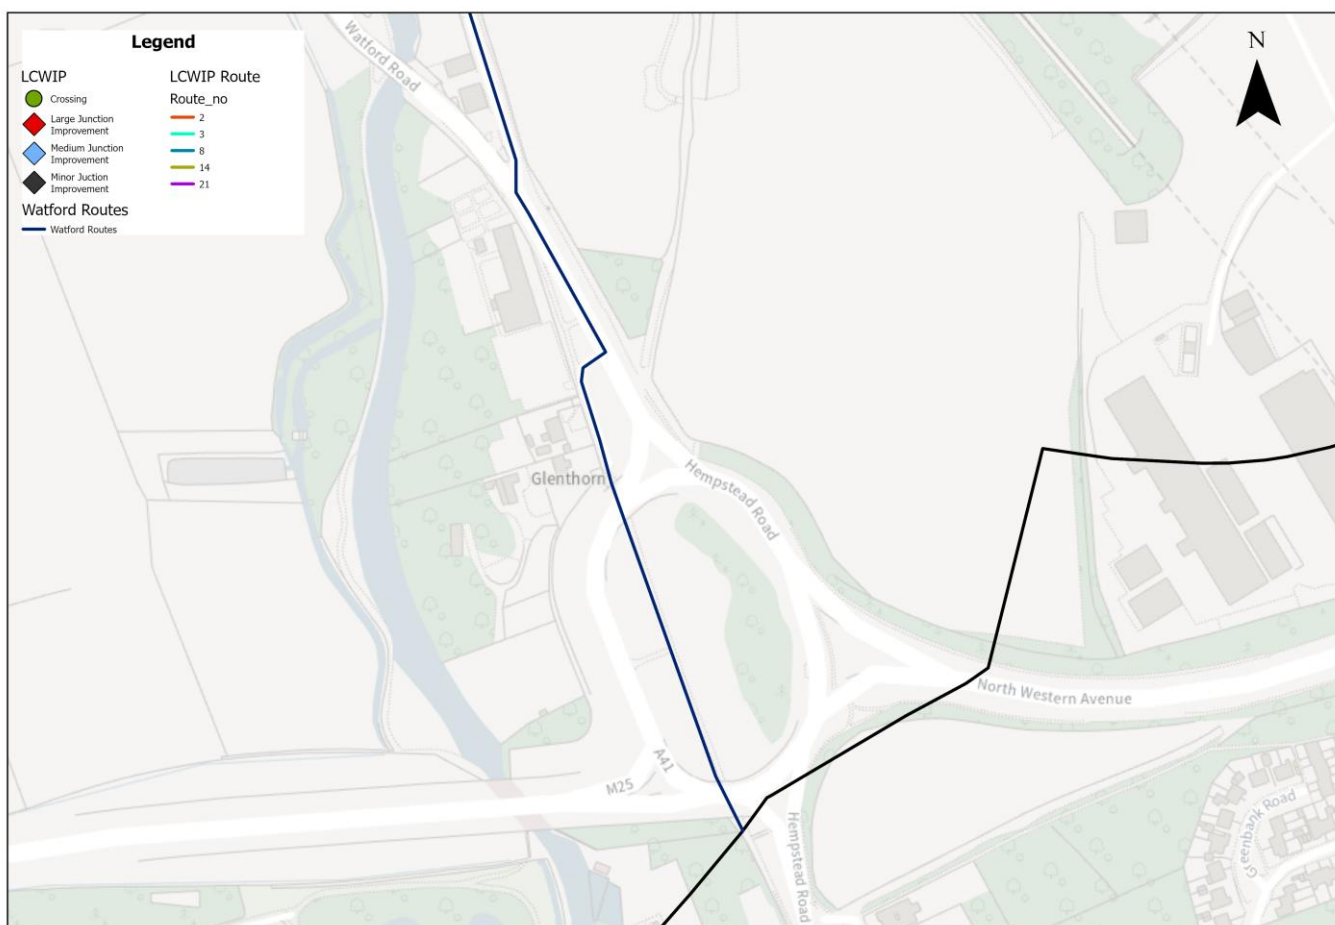 Legend
LCWIP
Crossing
Large Junction
Improvement
Medium Junction
Improvement
Minor Juction
Improvement
Watford Routes
Watford Routes
LCWIP Route
Route_no
2
3
8
14
21
N
Watford Road
Glenthorn
Hempstead Road
North Western Avenue
A41
M25
Hempstead Road
Greenbank Road